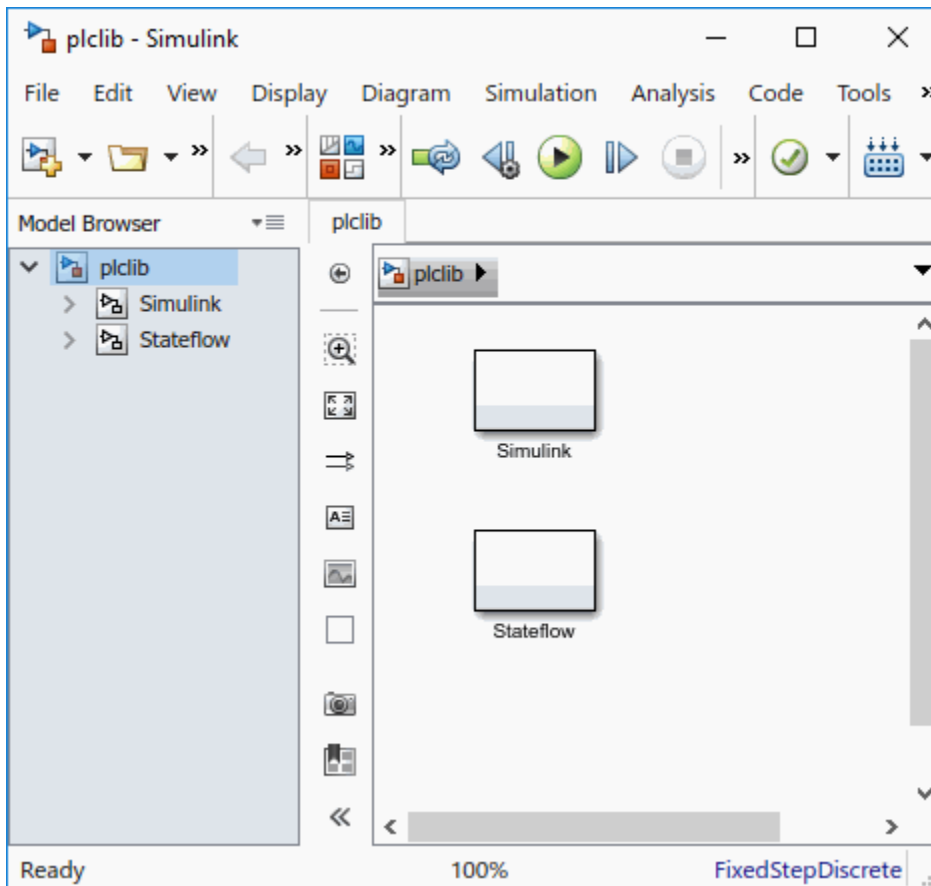 plclib - Simulink
File Edit View Display Diagram Simulation Analysis Code Tools »
Model Browser
plclib
plclib
Simulink
Stateflow
plclib
Simulink
Stateflow
Ready 100% FixedStepDiscrete